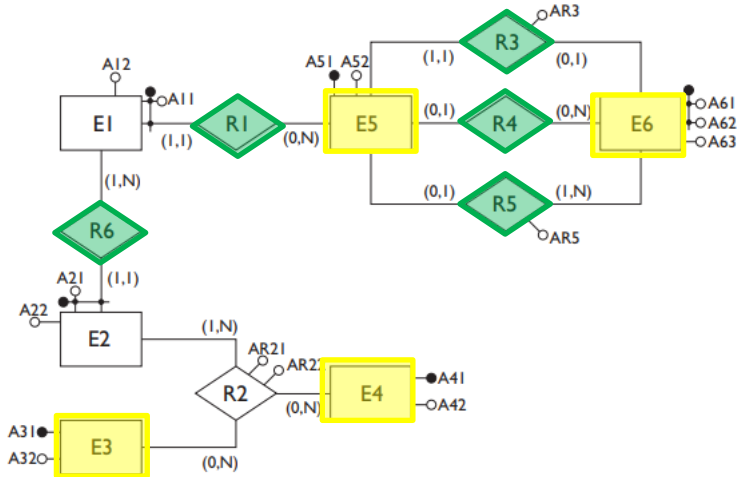 AR3
A12
R3
A51 A52
(1,1)
(0,1)
A11
A61
E1
R1
E5
(0,1)
R4
(0,N)
E6
A62
(1,1)
(0,N)
A63
(1,N)
(0,1)
R5
(1,N)
R6
AR5
A21
(1,1)
A22
E2
(1,N)
AR21
AR22
A41
R2
E4
(0,N)
A42
A31
E3
A32
(0,N)